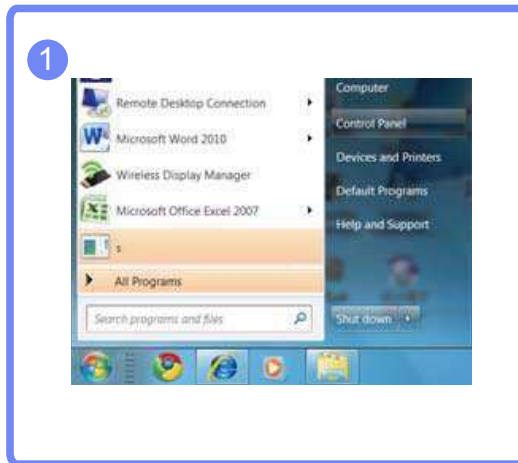 1
Remote Desktop Connection
Microsoft Word 2010
Wireless Display Manager
Microsoft Office Excel 2007
s
All Programs
Search programs and files
Computer
Control Panel
Devices and Printers
Default Programs
Help and Support
Shut down